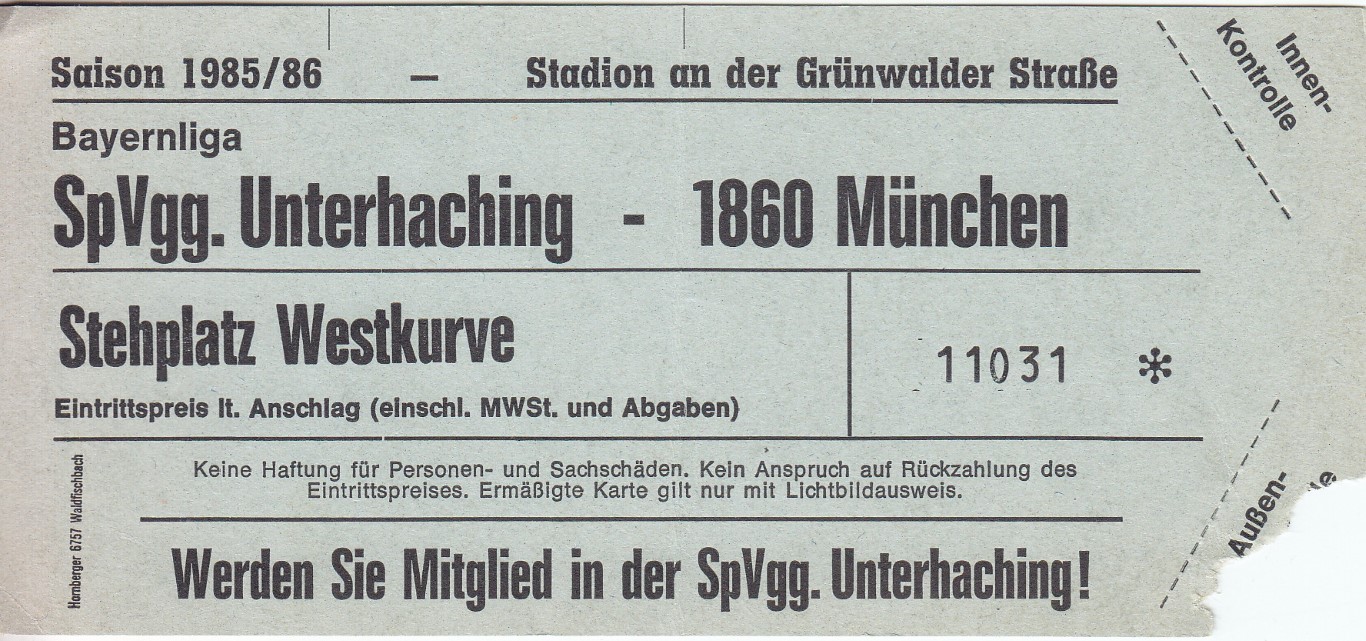 Saison 1985/86 – Stadion an der Grünwalder Straße
Bayernliga
SpVgg. Unterhaching - 1860 München
Stehplatz Westkurve
Eintrittspreis lt. Anschlag (einschl. MWSt. und Abgaben)
11031 *
Keine Haftung für Personen- und Sachschäden. Kein Anspruch auf Rückzahlung des
Eintrittspreises. Ermäßigte Karte gilt nur mit Lichtbildausweis.
Werden Sie Mitglied in der SpVgg. Unterhaching!
Innen-
Kontrolle
Außen-
Homberger 6757 Waldfischbach